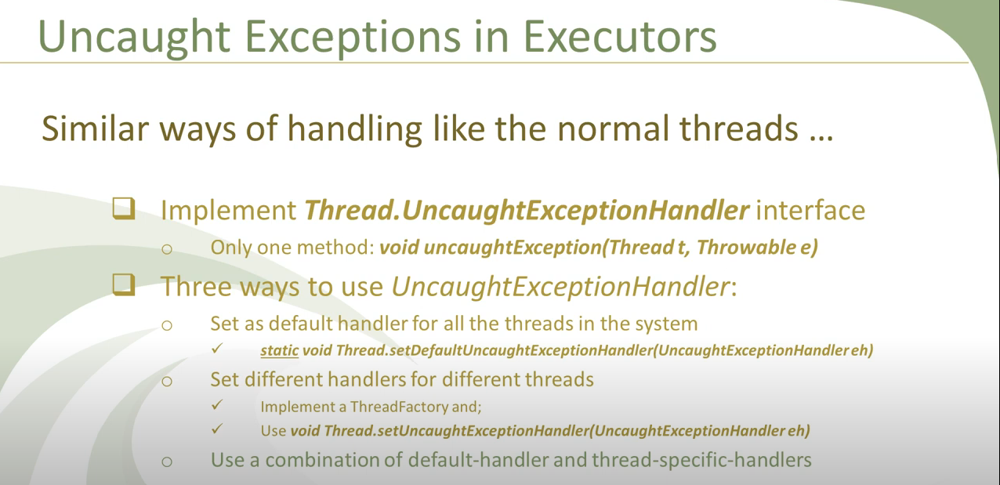 Uncaught Exceptions in Executors
Similar ways of handling like the normal threads ...
❑ Implement Thread.UncaughtExceptionHandler interface
o Only one method: void uncaughtException(Thread t, Throwable e)
❑ Three ways to use UncaughtExceptionHandler:
o Set as default handler for all the threads in the system
✓ static void Thread.setDefaultUncaughtExceptionHandler(UncaughtExceptionHandler eh)
o Set different handlers for different threads
✓ Implement a ThreadFactory and;
✓ Use void Thread.setUncaughtExceptionHandler(UncaughtExceptionHandler eh)
o Use a combination of default-handler and thread-specific-handlers